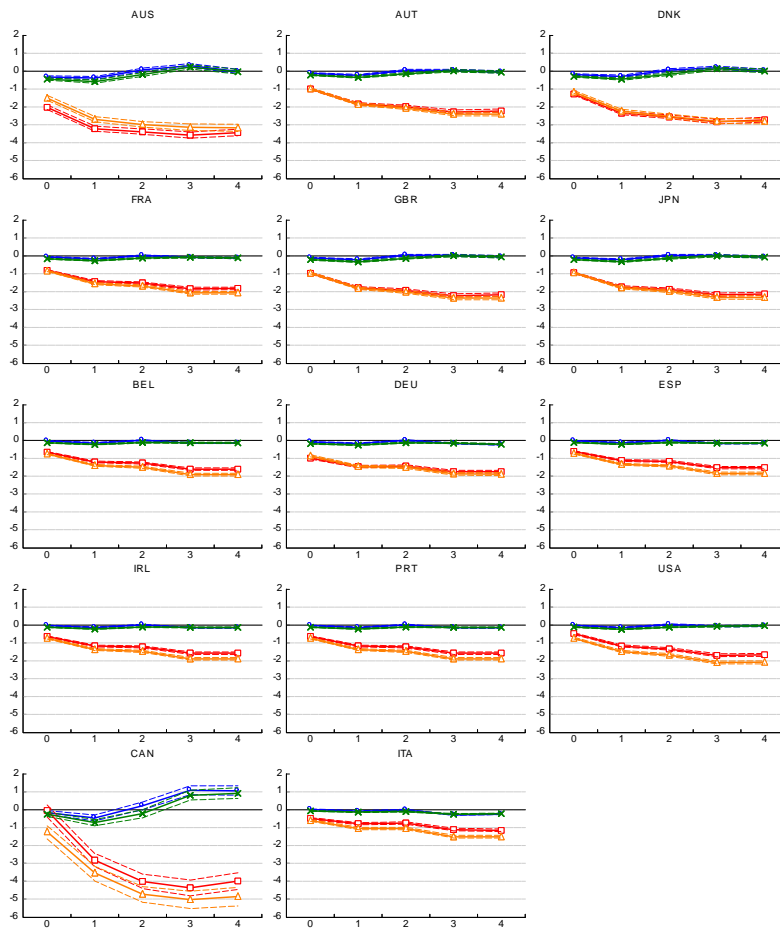 AUS AUT DNK
2 2 2
1 1 1
0 0 0
-1 -1 -1
-2 -2 -2
-3 -3 -3
-4 -4 -4
-5 -5 -5
-6 -6 -6
0 1 2 3 4 0 1 2 3 4 0 1 2 3 4
FRA GBR JPN
2 2 2
1 1 1
0 0 0
-1 -1 -1
-2 -2 -2
-3 -3 -3
-4 -4 -4
-5 -5 -5
-6 -6 -6
0 1 2 3 4 0 1 2 3 4 0 1 2 3 4
BEL DEU ESP
2 2 2
1 1 1
0 0 0
-1 -1 -1
-2 -2 -2
-3 -3 -3
-4 -4 -4
-5 -5 -5
-6 -6 -6
0 1 2 3 4 0 1 2 3 4 0 1 2 3 4
IRL PRT USA
2 2 2
1 1 1
0 0 0
-1 -1 -1
-2 -2 -2
-3 -3 -3
-4 -4 -4
-5 -5 -5
-6 -6 -6
0 1 2 3 4 0 1 2 3 4 0 1 2 3 4
CAN ITA
2 2
1 1
0 0
-1 -1
-2 -2
-3 -3
-4 -4
-5 -5
-6 -6
0 1 2 3 4 0 1 2 3 4